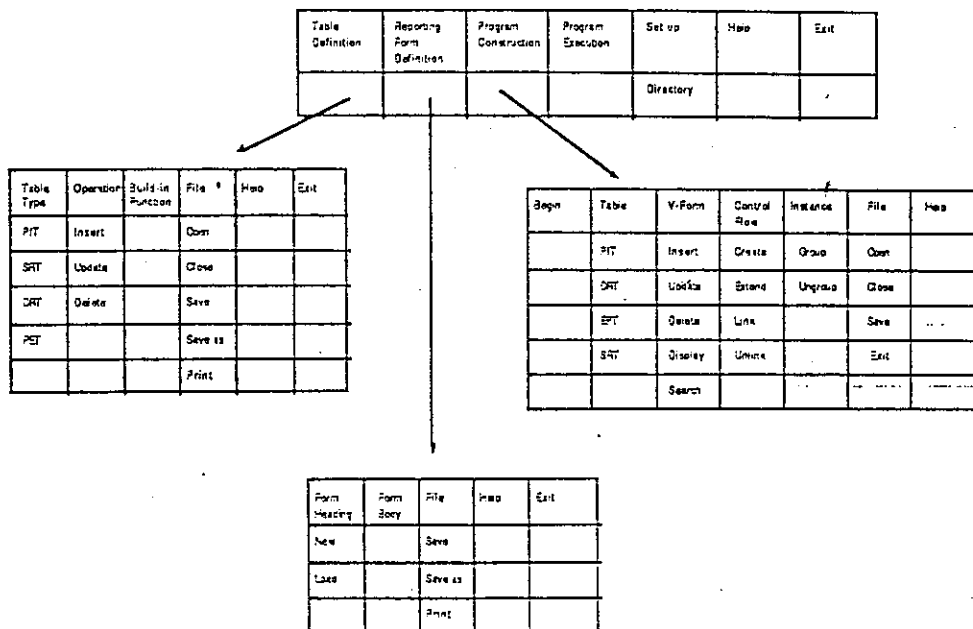 Table Reporting Program Program Set up Help Exit
Definition Form Construction Execution
Definition
Directory
Table Operation Build-in File Help Exit
Type Function
PIT Insert Open
SRT Update Close
DRT Delete Save
PET Save as
Print
Begin Table V-Form Control Instance File Help
Flow
PIT Insert Create Group Open
DRT Update Extend Ungroup Close
EPT Delete Link Save
SRT Display Unlink Exit
Search
Form Form File Help Exit
Heading Body
New Save
Load Save as
Print